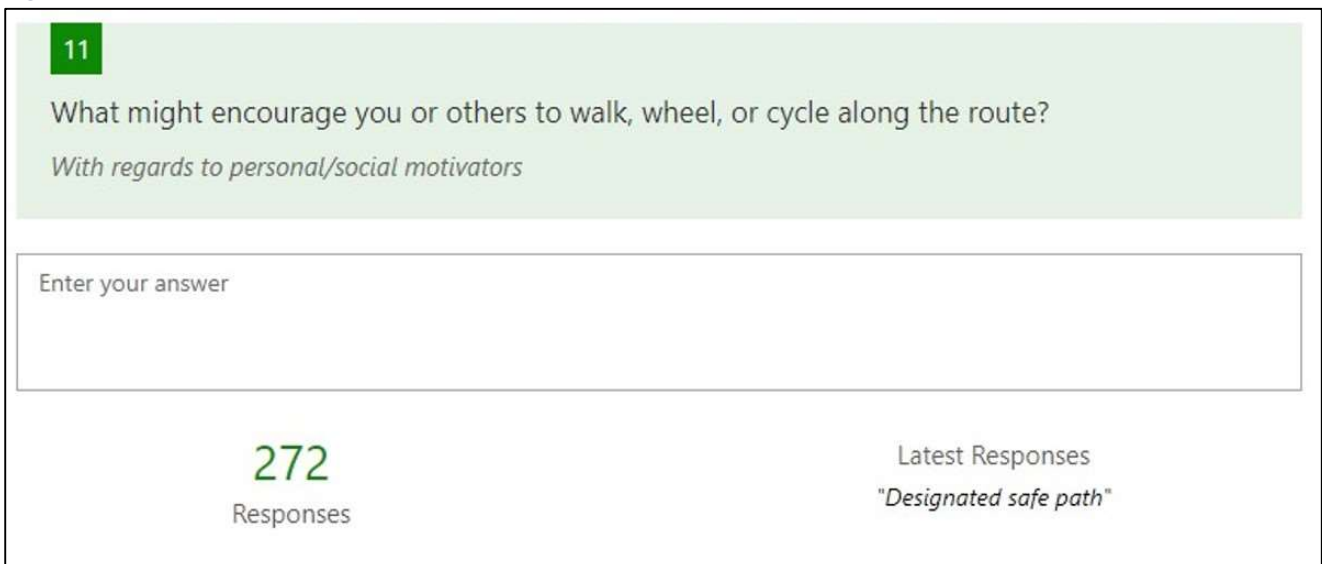 11
What might encourage you or others to walk, wheel, or cycle along the route?
With regards to personal/social motivators
Enter your answer
272
Responses
Latest Responses
"Designated safe path"